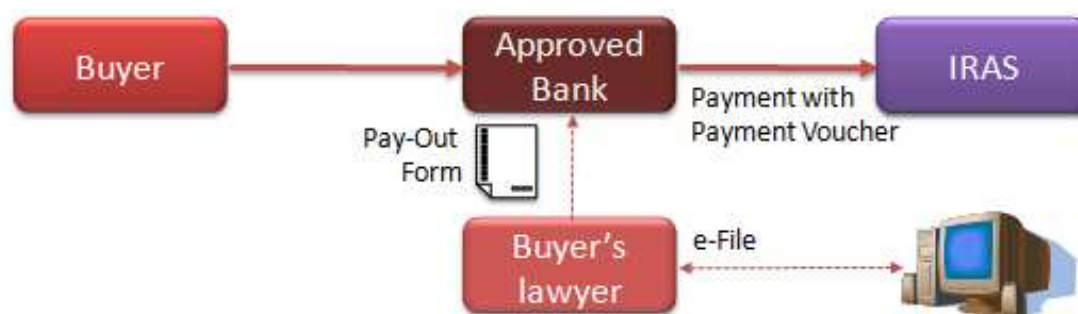 Buyer
Approved
Bank
IRAS
Payment with
Payment Voucher
Pay-Out
Form
Buyer's
lawyer
e-File